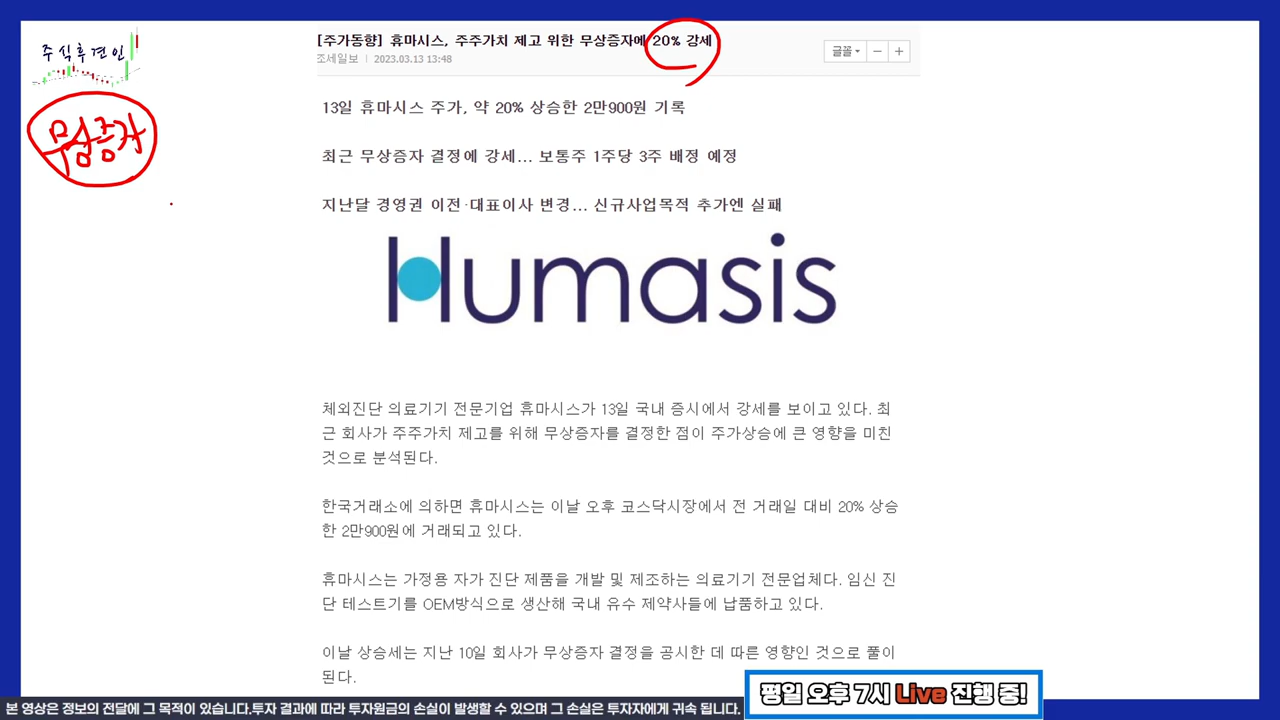 주식후견인
무상증자
[주가동향] 휴마시스, 주주가치 제고 위한 무상증자에 20% 강세
조세일보 | 2023.03.13 13:48
글꼴 - +
13일 휴마시스 주가, 약 20% 상승한 2만900원 기록
최근 무상증자 결정에 강세... 보통주 1주당 3주 배정 예정
지난달 경영권 이전·대표이사 변경... 신규사업목적 추가엔 실패
Humasis
체외진단 의료기기 전문기업 휴마시스가 13일 국내 증시에서 강세를 보이고 있다. 최
근 회사가 주주가치 제고를 위해 무상증자를 결정한 점이 주가상승에 큰 영향을 미친
것으로 분석된다.
한국거래소에 의하면 휴마시스는 이날 오후 코스닥시장에서 전 거래일 대비 20% 상승
한 2만900원에 거래되고 있다.
휴마시스는 가정용 자가 진단 제품을 개발 및 제조하는 의료기기 전문업체다. 임신 진
단 테스트기를 OEM방식으로 생산해 국내 유수 제약사들에 납품하고 있다.
이날 상승세는 지난 10일 회사가 무상증자 결정을 공시한 데 따른 영향인 것으로 풀이
된다.
평일 오후 7시 Live 진행 중!
본 영상은 정보의 전달에 그 목적이 있습니다.투자 결과에 따라 투자원금의 손실이 발생할 수 있으며 그 손실은 투자자에게 귀속 됩니다.